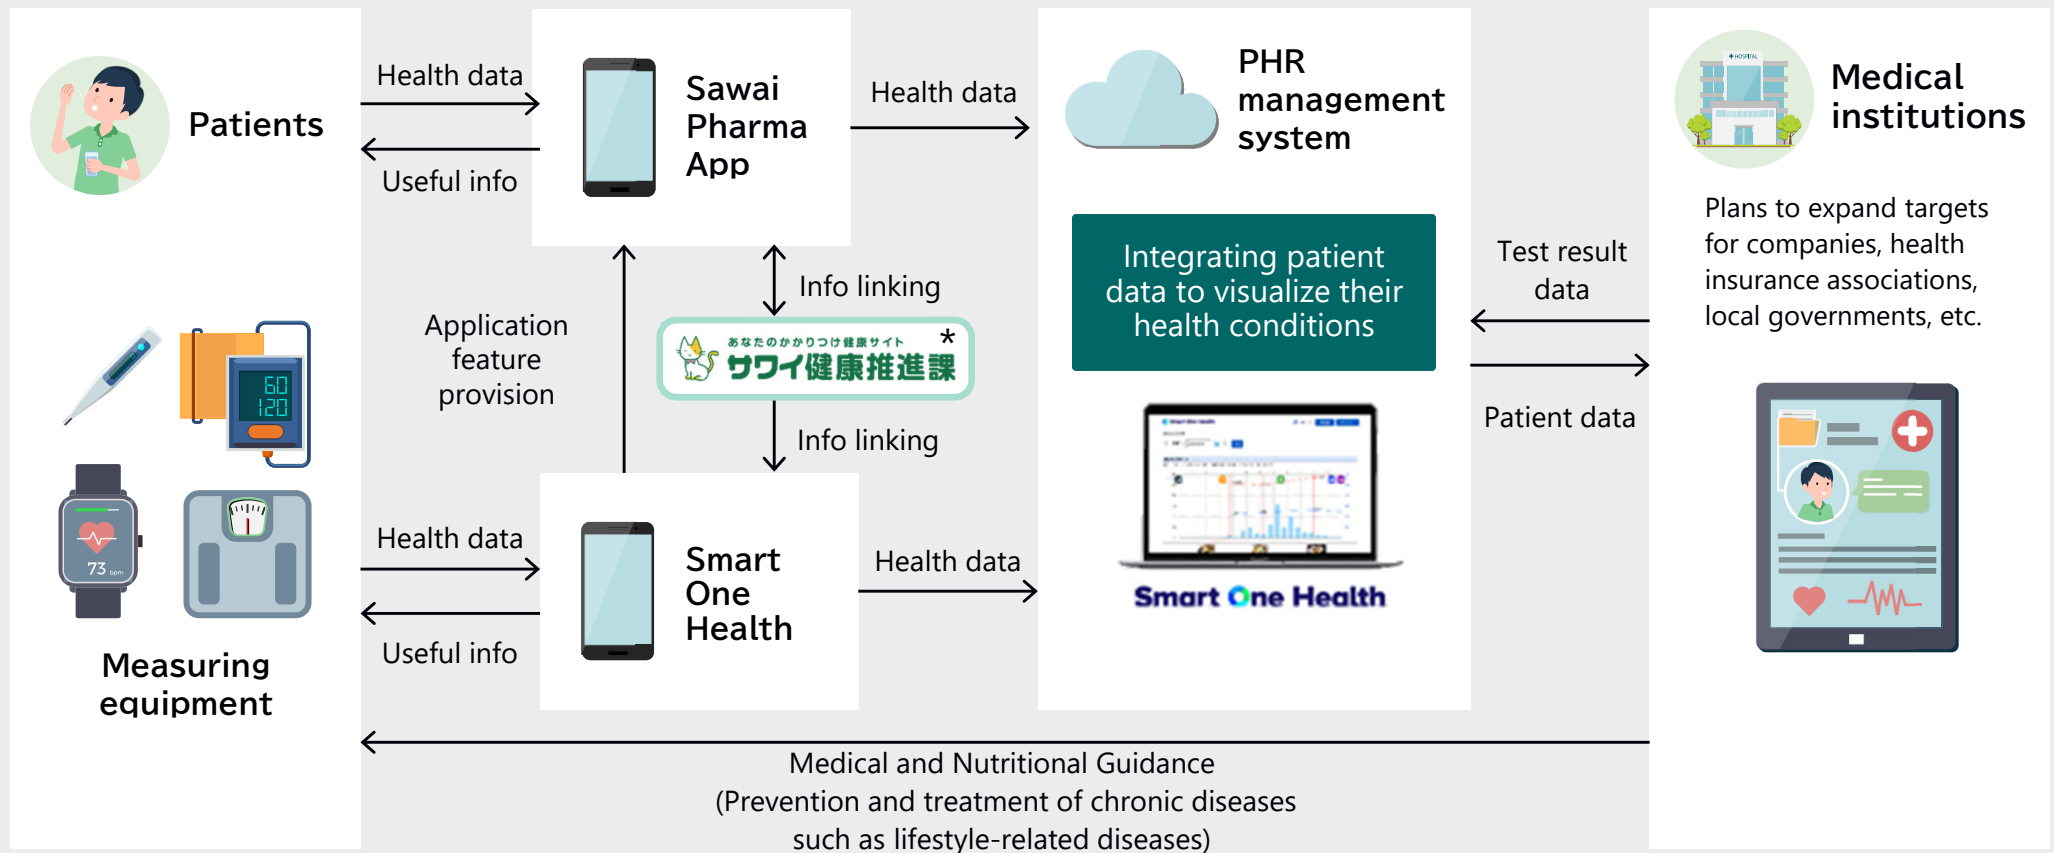 Patients
Measuring
equipment
73 bpm
60
120
Health data
Useful info
Sawai
Pharma
App
Health data
Application
feature
provision
Info linking
あなたのかかりつけ健康サイト
サワイ健康推進課
*
Info linking
Health data
Useful info
Smart
One
Health
Health data
PHR
management
system
Integrating patient
data to visualize their
health conditions
Smart One Health
Smart One Health
Test result
data
Patient data
HOSPITAL
Medical
institutions
Plans to expand targets
for companies, health
insurance associations,
local governments, etc.
Medical and Nutritional Guidance
(Prevention and treatment of chronic diseases
such as lifestyle-related diseases)